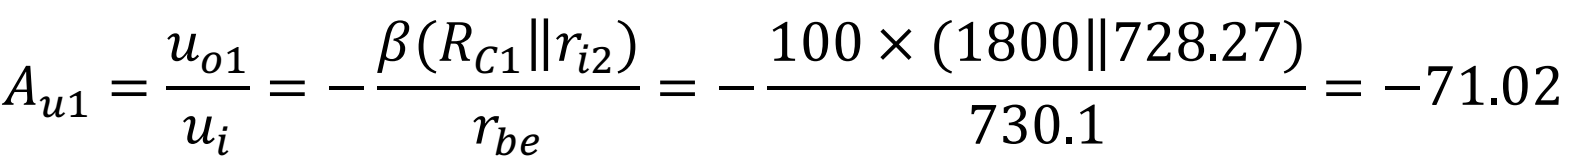 A_{u1} = \frac{u_{o1}}{u_i} = -\frac{\beta(R_{C1} \| r_{i2})}{r_{be}} = -\frac{100 × (1800 \| 728.27)}{730.1} = -71.02